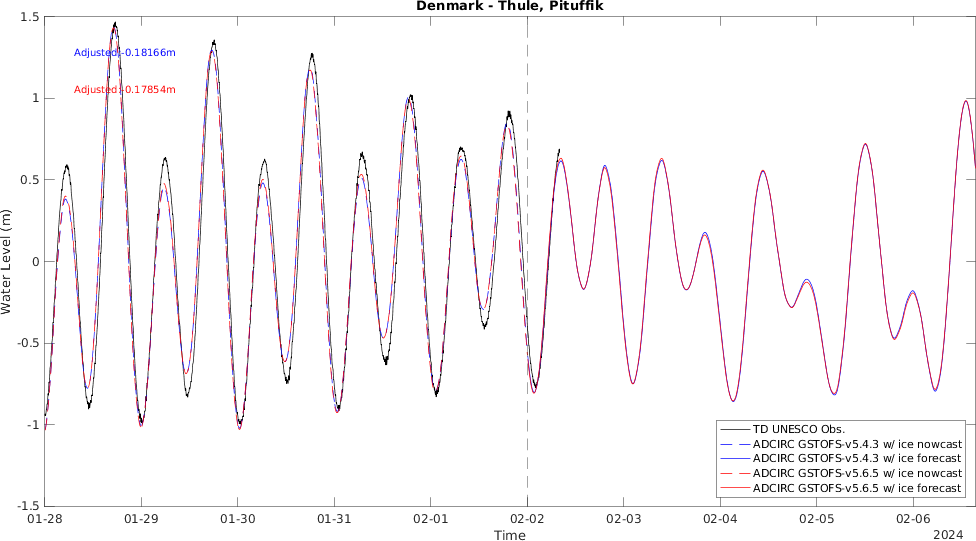 Denmark - Thule, Pituffik
Adjusted:-0.18166m
Adjusted:-0.17854m
Water Level (m)
1.5
1
0.5
0
-0.5
-1
-1.5
TD UNESCO Obs.
ADCIRC GSTOFS-v5.4.3 w/ ice nowcast
ADCIRC GSTOFS-v5.4.3 w/ ice forecast
ADCIRC GSTOFS-v5.6.5 w/ ice nowcast
ADCIRC GSTOFS-v5.6.5 w/ ice forecast
01-28 01-29 01-30 01-31 02-01 02-02 02-03 02-04 02-05 02-06
Time
2024